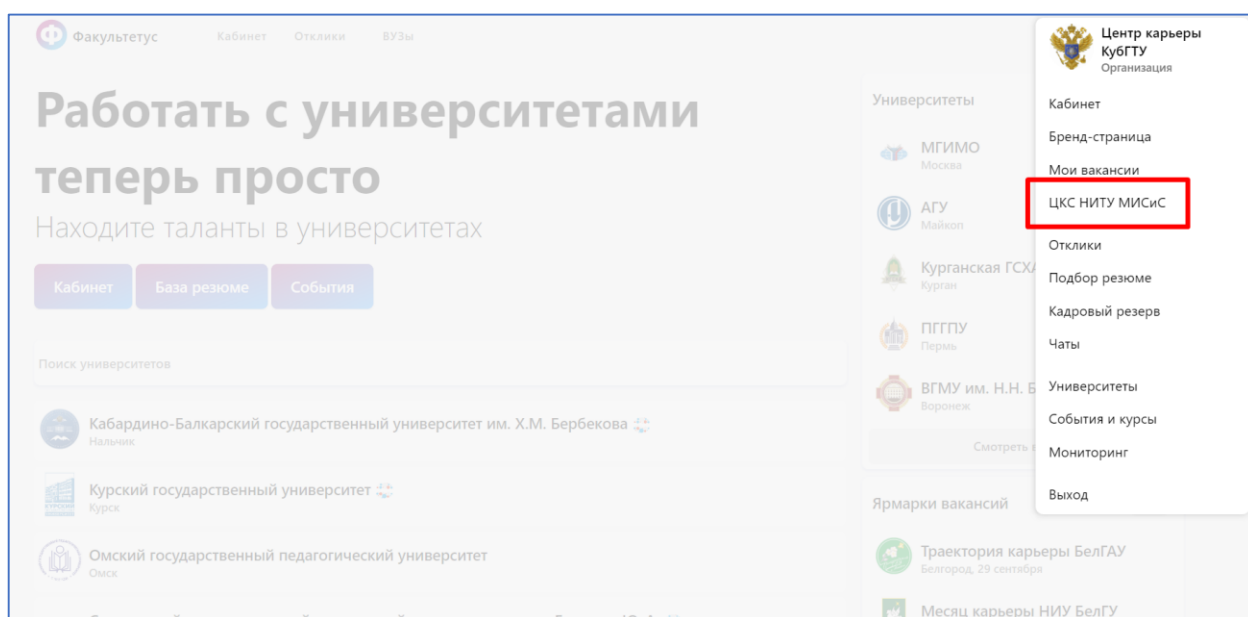 Факультетус
Кабинет
Отклики
ВУЗы
Работать с университетами
теперь просто
Находите таланты в университетах
Кабинет
База резюме
События
Поиск университетов
Кабардино-Балкарский государственный университет им. Х.М. Бербекова
Нальчик
Курский государственный университет
Курск
Омский государственный педагогический университет
Омск
Университеты
МГИМО
Москва
АГУ
Майкоп
Курганская ГСХА
Курган
ПГГПУ
Пермь
ВГМУ им. Н.Н.
Воронеж
Смотреть
Ярмарки вакансий
Траектория карьеры БелГАУ
Белгород, 29 сентября
Месяц карьеры НИУ БелГУ
Центр карьеры
КубГТУ
Организация
Кабинет
Бренд-страница
Мои вакансии
ЦКС НИТУ МИСиС
Отклики
Подбор резюме
Кадровый резерв
Чаты
Университеты
События и курсы
Мониторинг
Выход